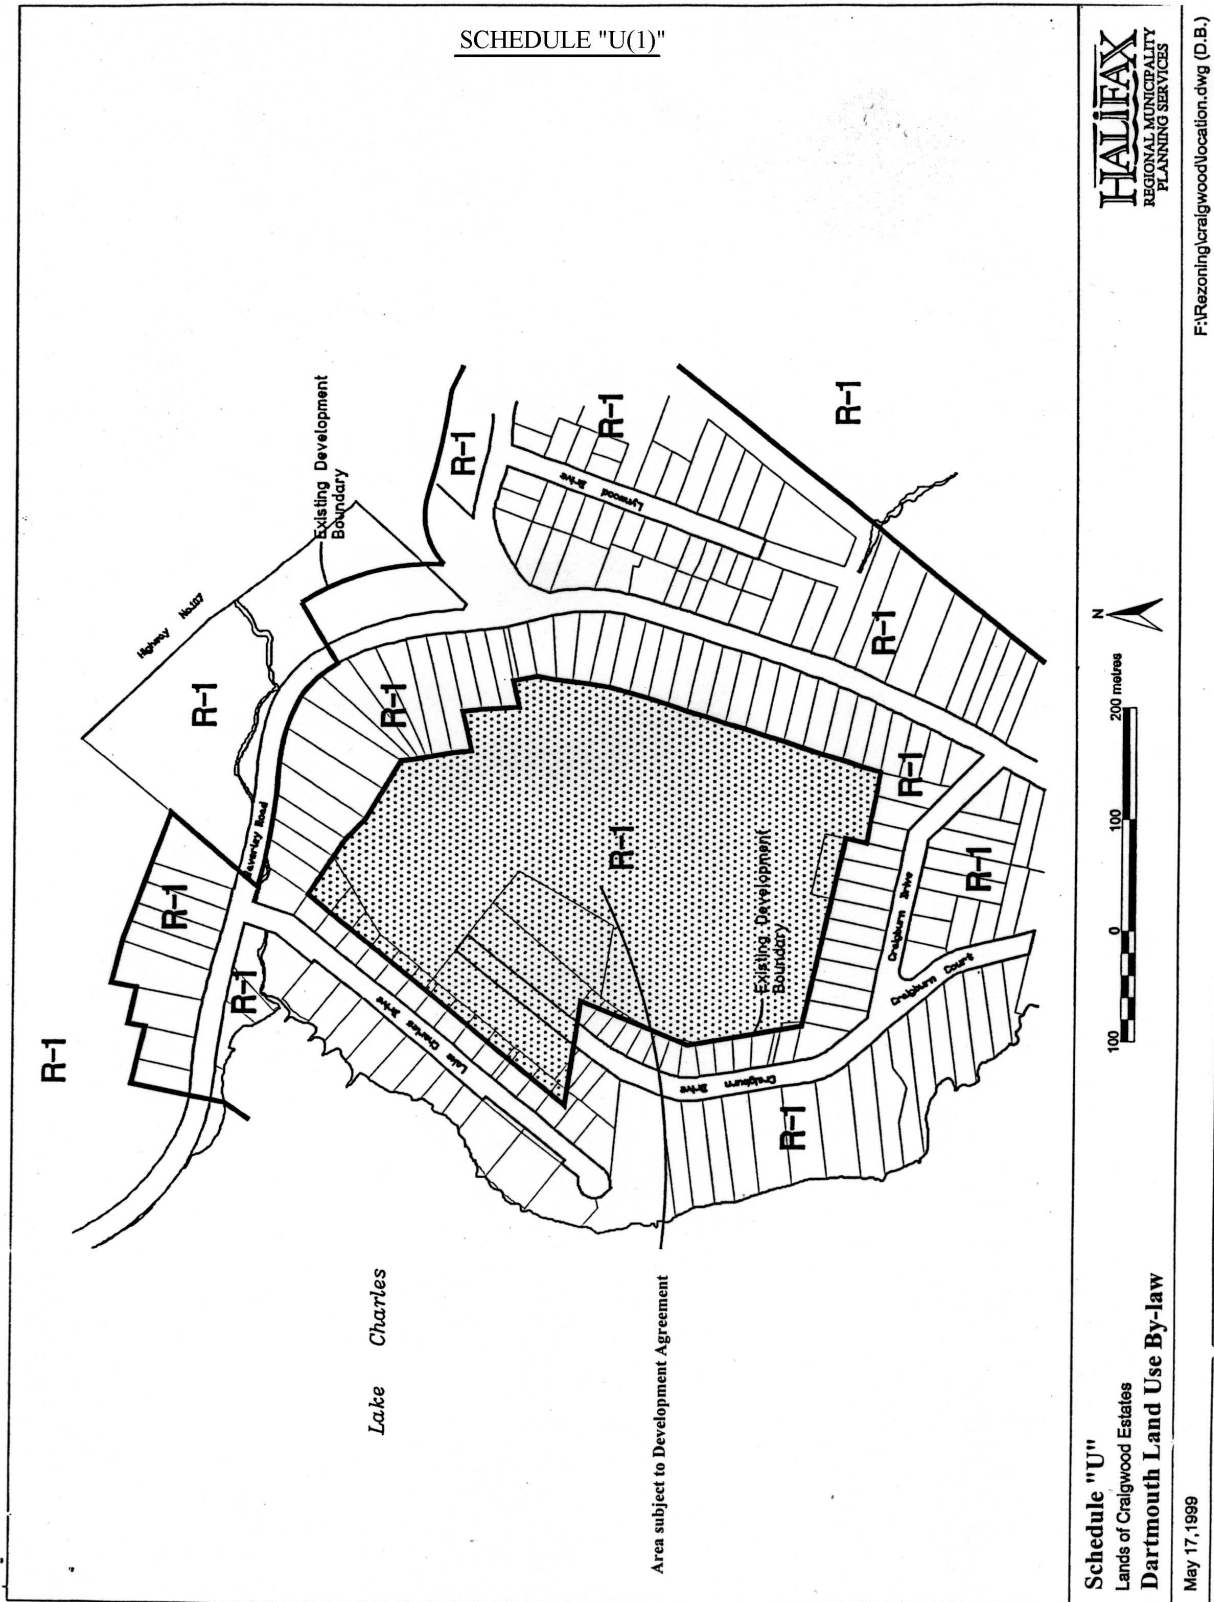 SCHEDULE "U(1)"
HALIFAX
REGIONAL MUNICIPALITY
PLANNING SERVICES
F:\Rezoning\craigwood\location.dwg (D.B.)
Existing Development
Boundary
Highway No.107
R-1
R-1
R-1
R-1
R-1
R-1
R-1
R-1
R-1
R-1
R-1
R-1
R-1
R-1
Lynwood Drive
Waverley Road
Lake Charles Drive
Craigburn Drive
Craigburn Drive
Craigburn Court
Existing Development
Boundary
Lake Charles
Area subject to Development Agreement
N
100 0 100 200 metres
Schedule "U"
Lands of Craigwood Estates
Dartmouth Land Use By-law
May 17,1999